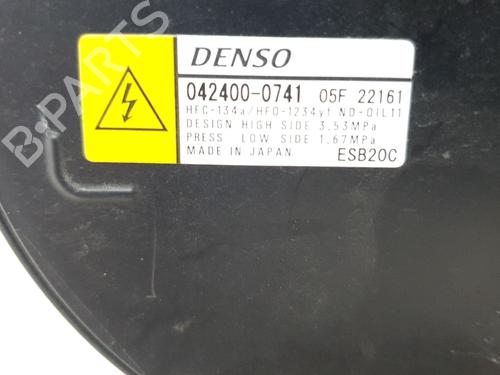 DENSO
042400-0741 05F 22161
HFC-134a/HFO-1234yf ND-OIL11
DESIGN HIGH SIDE 3.53MPa
PRESS LOW SIDE 1.67MPa
MADE IN JAPAN ESB20C
B-PARTS